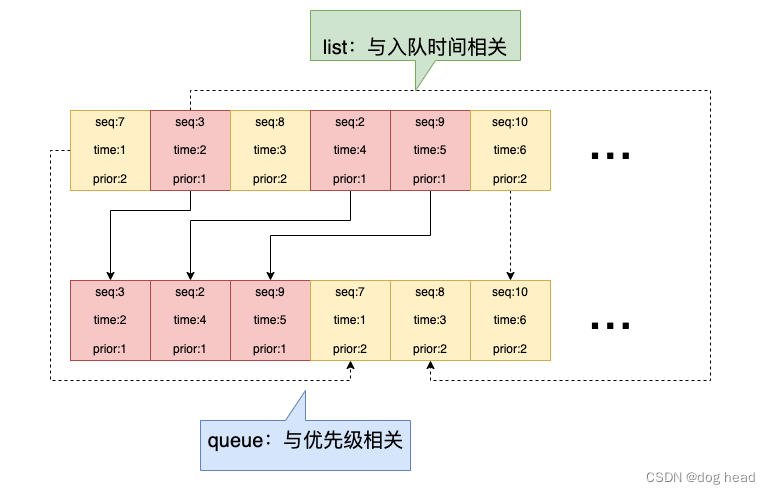 list：与入队时间相关
seq:7
time:1
prior:2
seq:3
time:2
prior:1
seq:8
time:3
prior:2
seq:2
time:4
prior:1
seq:9
time:5
prior:1
seq:10
time:6
prior:2
...
seq:3
time:2
prior:1
seq:2
time:4
prior:1
seq:9
time:5
prior:1
seq:7
time:1
prior:2
seq:8
time:3
prior:2
seq:10
time:6
prior:2
...
queue：与优先级相关
CSDN @dog head